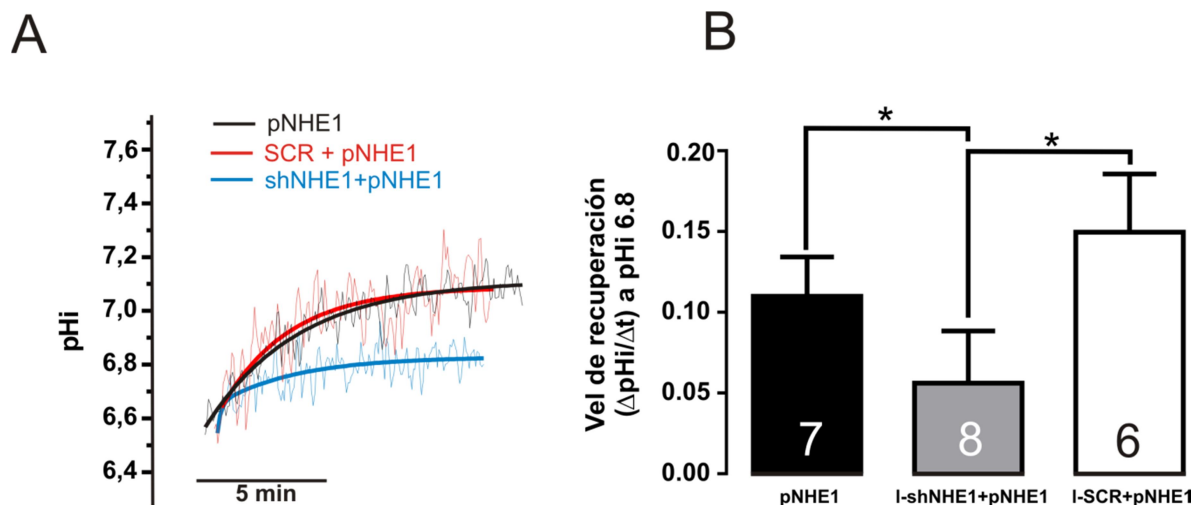 A
B
pNHE1
SCR + pNHE1
shNHE1+pNHE1
7,6
7,4
7,2
7,0
6,8
6,6
6,4
pHi
5 min
*
*
Vel de recuperación
(ΔpHi/Δt) a pHi 6.8
0.20
0.15
0.10
0.05
0.00
7
8
6
pNHE1
l-shNHE1+pNHE1
l-SCR+pNHE1